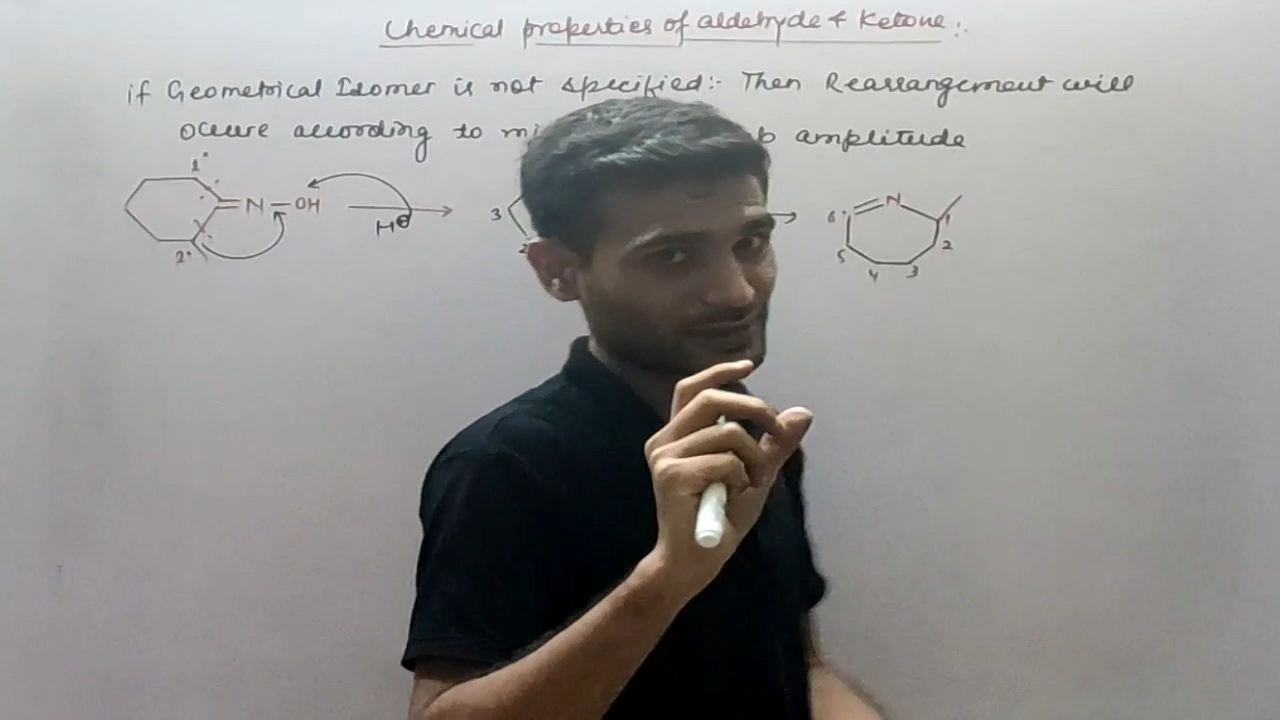 Chemical properties of aldehyde & Ketone :.
if Geometrical Isomer is not specified:- Then Rearrangement will
occure according to amplitude
1°
N-OH
H⊕
2°
3
2
N
6
1
5
2
4
3